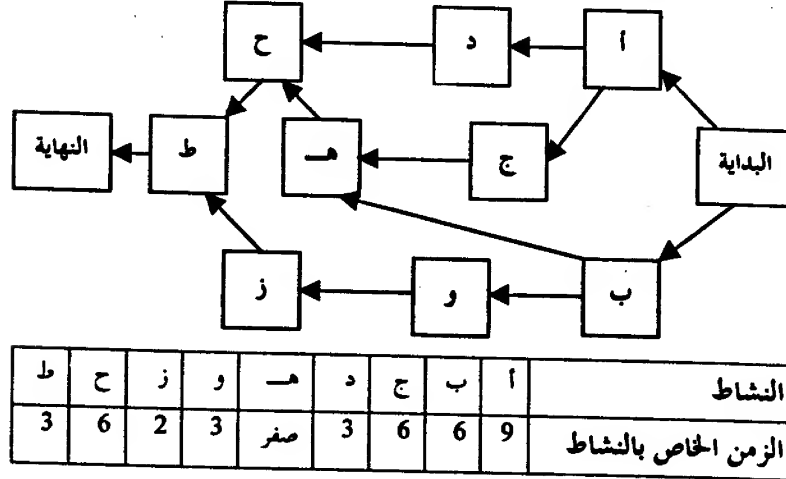 أ د ح
البداية ج هـ ط النهاية
ب و ز
النشاط أ ب ج د هـ و ز ح ط
الزمن الخاص بالنشاط 9 6 6 3 صفر 3 2 6 3